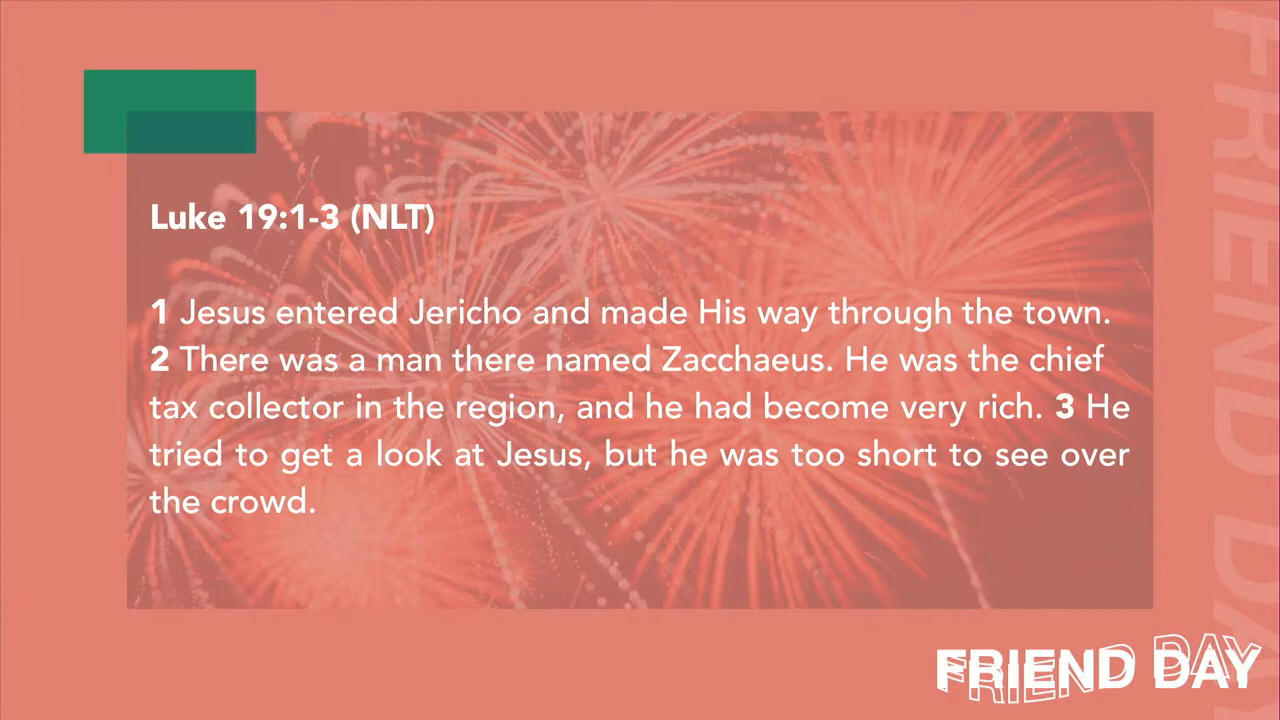 Luke 19:1-3 (NLT)
1 Jesus entered Jericho and made His way through the town.
2 There was a man there named Zacchaeus. He was the chief
tax collector in the region, and he had become very rich. 3 He
tried to get a look at Jesus, but he was too short to see over
the crowd.
FRIEND DAY
FRIEND DAY